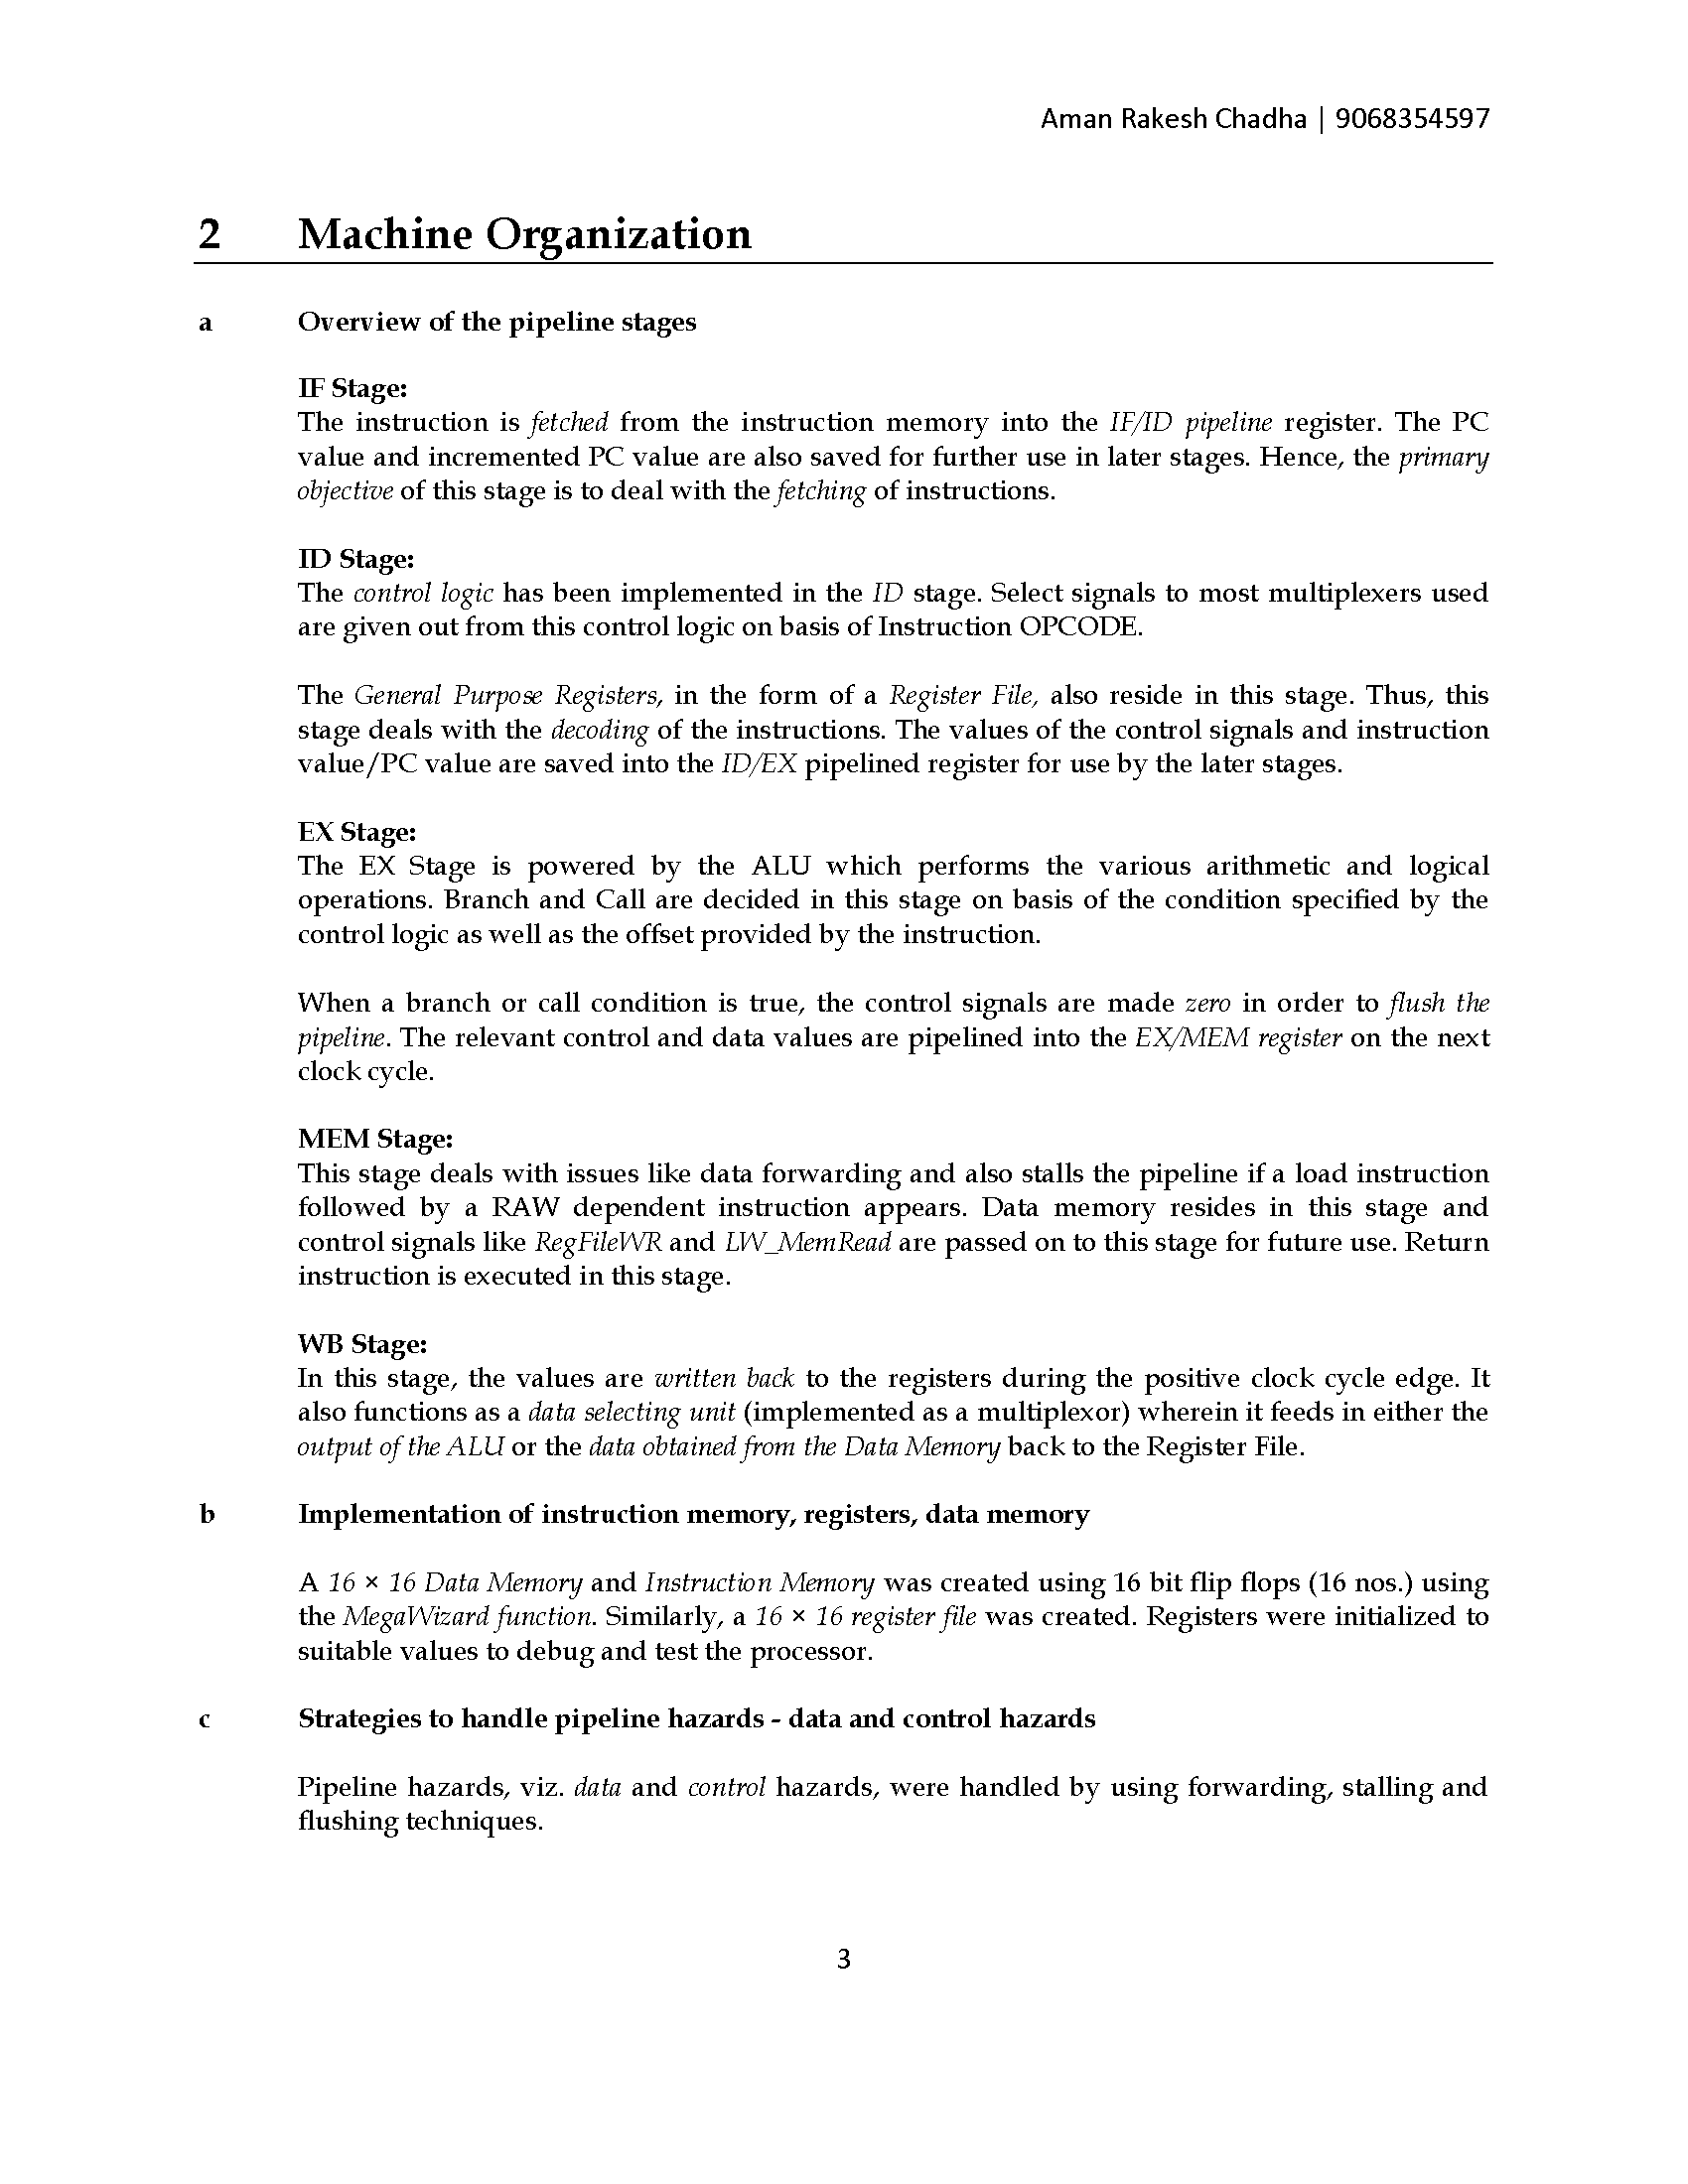 Aman Rakesh Chadha | 9068354597
2 Machine Organization
a Overview of the pipeline stages
IF Stage:
The instruction is fetched from the instruction memory into the IF/ID pipeline register. The PC
value and incremented PC value are also saved for further use in later stages. Hence, the primary
objective of this stage is to deal with the fetching of instructions.
ID Stage:
The control logic has been implemented in the ID stage. Select signals to most multiplexers used
are given out from this control logic on basis of Instruction OPCODE.
The General Purpose Registers, in the form of a Register File, also reside in this stage. Thus, this
stage deals with the decoding of the instructions. The values of the control signals and instruction
value/PC value are saved into the ID/EX pipelined register for use by the later stages.
EX Stage:
The EX Stage is powered by the ALU which performs the various arithmetic and logical
operations. Branch and Call are decided in this stage on basis of the condition specified by the
control logic as well as the offset provided by the instruction.
When a branch or call condition is true, the control signals are made zero in order to flush the
pipeline. The relevant control and data values are pipelined into the EX/MEM register on the next
clock cycle.
MEM Stage:
This stage deals with issues like data forwarding and also stalls the pipeline if a load instruction
followed by a RAW dependent instruction appears. Data memory resides in this stage and
control signals like RegFileWR and LW_MemRead are passed on to this stage for future use. Return
instruction is executed in this stage.
WB Stage:
In this stage, the values are written back to the registers during the positive clock cycle edge. It
also functions as a data selecting unit (implemented as a multiplexor) wherein it feeds in either the
output of the ALU or the data obtained from the Data Memory back to the Register File.
b Implementation of instruction memory, registers, data memory
A 16 × 16 Data Memory and Instruction Memory was created using 16 bit flip flops (16 nos.) using
the MegaWizard function. Similarly, a 16 × 16 register file was created. Registers were initialized to
suitable values to debug and test the processor.
c Strategies to handle pipeline hazards - data and control hazards
Pipeline hazards, viz. data and control hazards, were handled by using forwarding, stalling and
flushing techniques.
3